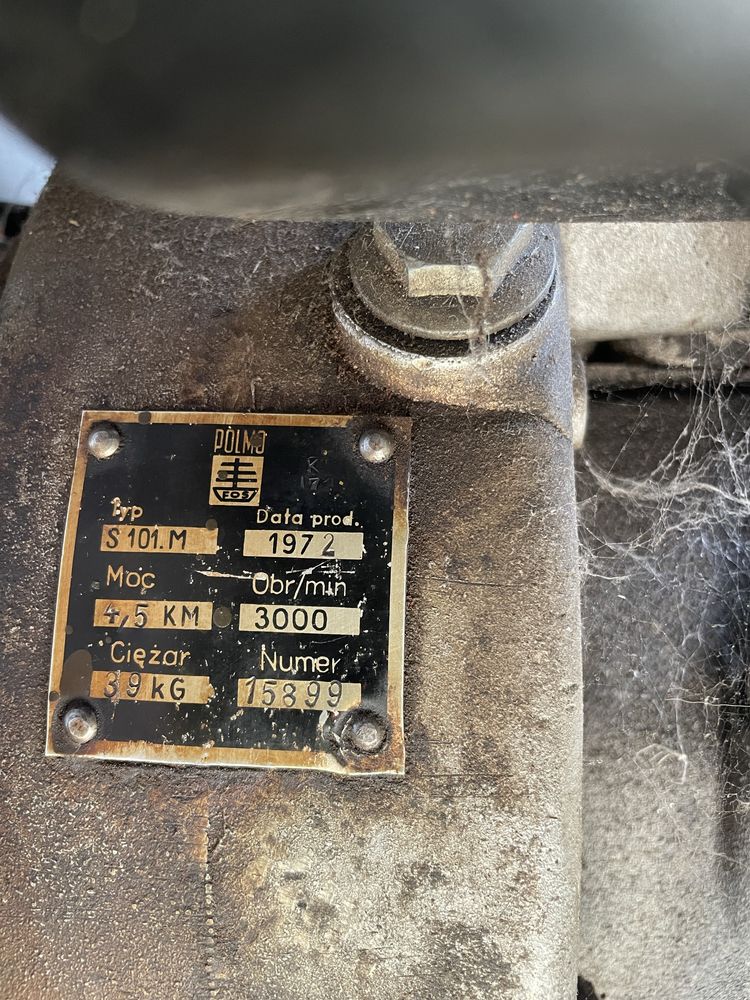 POLMO
FOS
K
171
Typ
Data prod.
S 101.M
1972
Moc
Obr/min
4,5 KM
3000
Ciężar
Numer
39 kG
15899